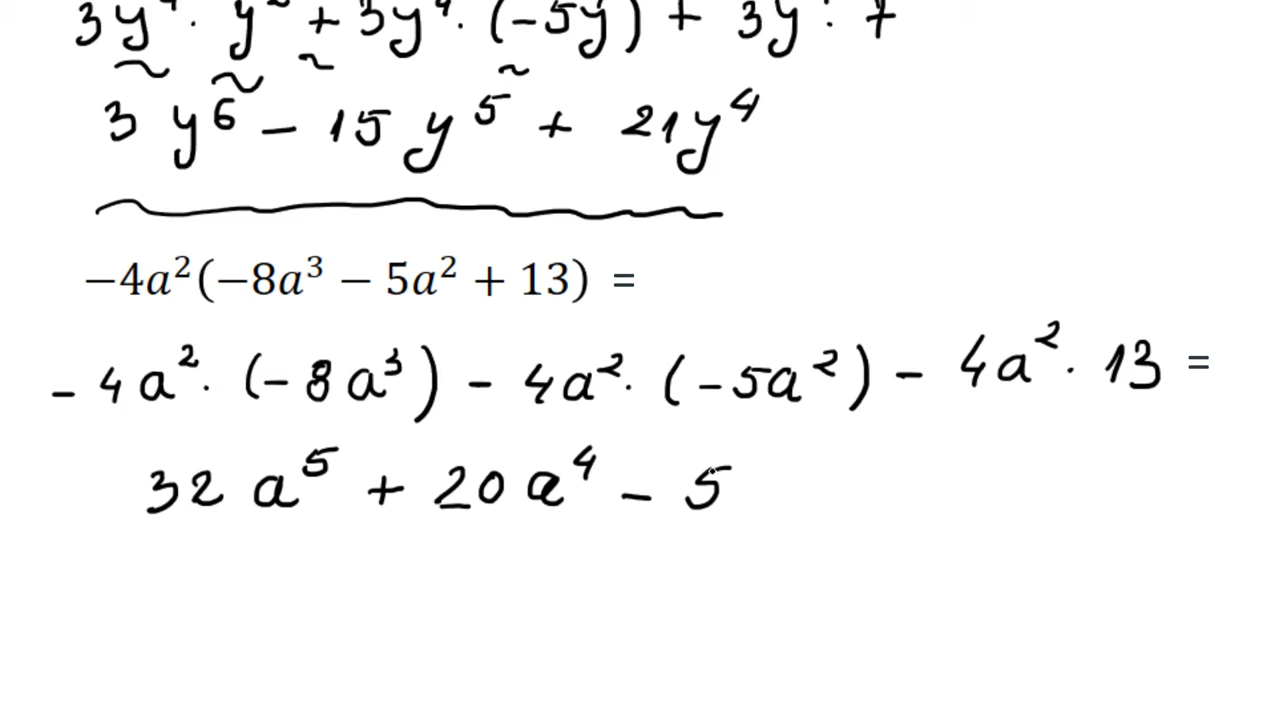 3y⁴ · y² + 3y⁴ · (-5y) + 3y · 7
3y⁶ - 15y⁵ + 21y⁴
−4a²(−8a³ − 5a² + 13) =
- 4a² · (-8a³) - 4a² · (-5a²) - 4a² · 13 =
32a⁵ + 20a⁴ - 5